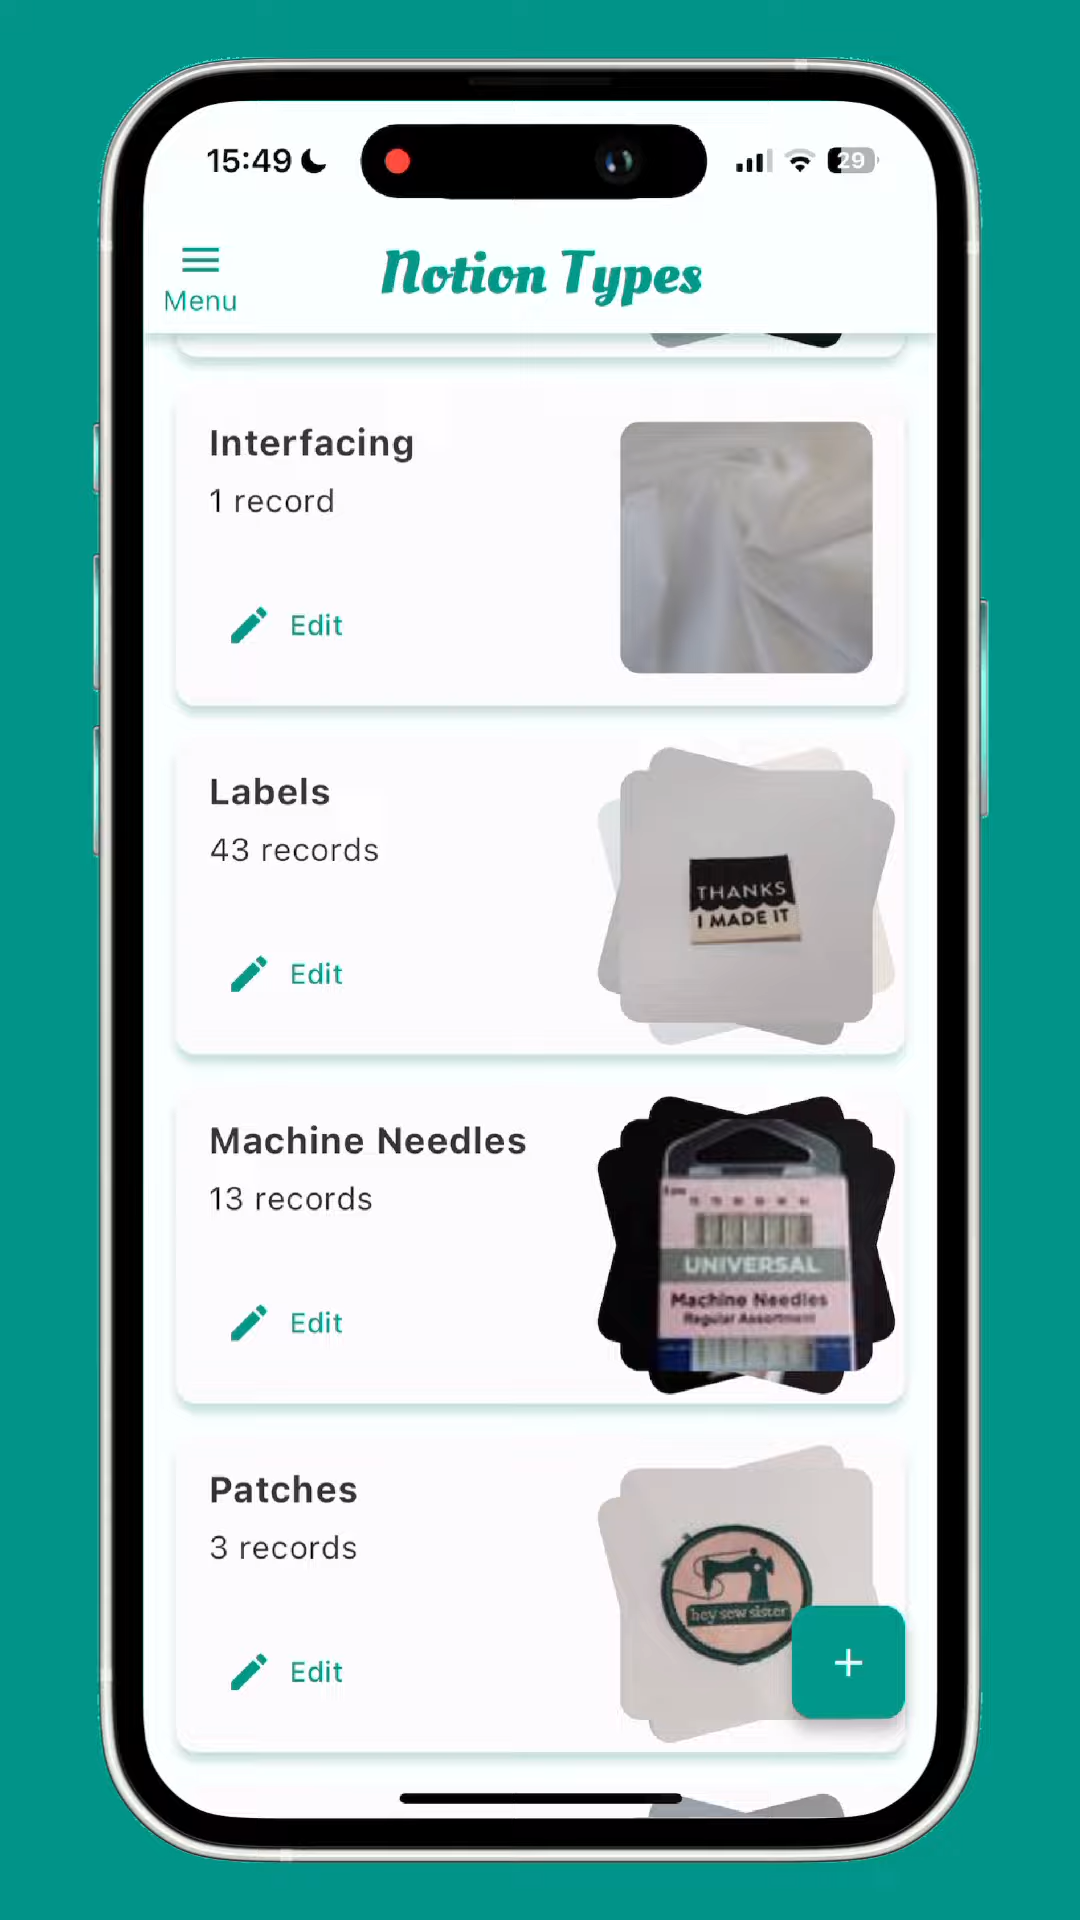 15:49
29
Menu
Notion Types
Interfacing
1 record
Edit
Labels
43 records
THANKS
I MADE IT
Edit
Machine Needles
13 records
UNIVERSAL
Machine Needles
Regular Assortment
Edit
Patches
3 records
hey sew sister
Edit